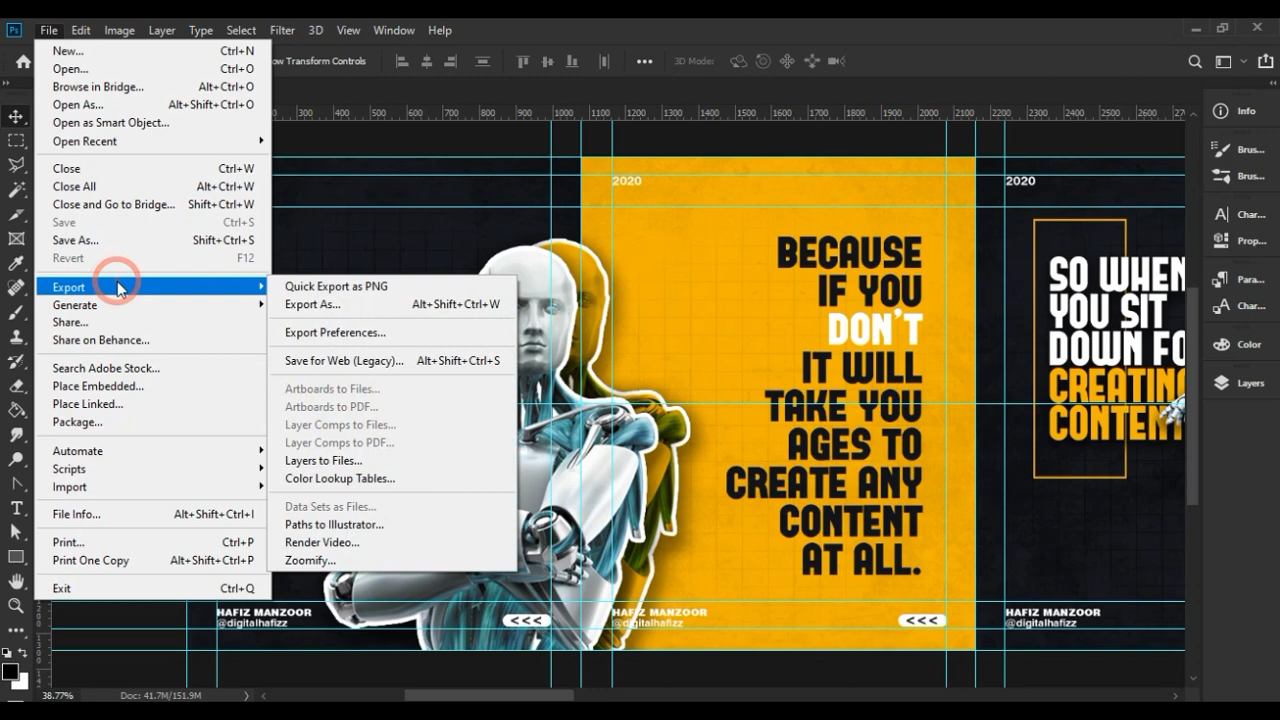 Ps File Edit Image Layer Type Select Filter 3D View Window Help
ow Transform Controls 3D Mode:
New... Ctrl+N
Open... Ctrl+O
Browse in Bridge... Alt+Ctrl+O
Open As... Alt+Shift+Ctrl+O
Open as Smart Object...
Open Recent
Close Ctrl+W
Close All Alt+Ctrl+W
Close and Go to Bridge... Shift+Ctrl+W
Save Ctrl+S
Save As... Shift+Ctrl+S
Revert F12
Export
Generate
Share...
Share on Behance...
Search Adobe Stock...
Place Embedded...
Place Linked...
Package...
Automate
Scripts
Import
File Info... Alt+Shift+Ctrl+I
Print... Ctrl+P
Print One Copy Alt+Shift+Ctrl+P
Exit Ctrl+Q
Quick Export as PNG
Export As... Alt+Shift+Ctrl+W
Export Preferences...
Save for Web (Legacy)... Alt+Shift+Ctrl+S
Artboards to Files...
Artboards to PDF...
Layer Comps to Files...
Layer Comps to PDF...
Layers to Files...
Color Lookup Tables...
Data Sets as Files...
Paths to Illustrator...
Render Video...
Zoomify...
300 400 500 600 700 800 900 1000 1100 1200 1300 1400 1500 1600 1700 1800 1900 2000 2100 2200 2300 2400 2500 2600 27
2020
BECAUSE
IF YOU
DON'T
IT WILL
TAKE YOU
AGES TO
CREATE ANY
CONTENT
AT ALL.
2020
SO WHEN
YOU SIT
DOWN FO
CREATING
CONTENT
HAFIZ MANZOOR
@digitalhafizz
<<<
HAFIZ MANZOOR
@digitalhafizz
<<<
HAFIZ MANZOOR
@digitalhafizz
Info
Brus...
Brus...
Char...
Prop...
Para...
Char...
Color
Layers
38.77% Doc: 41.7M/151.9M